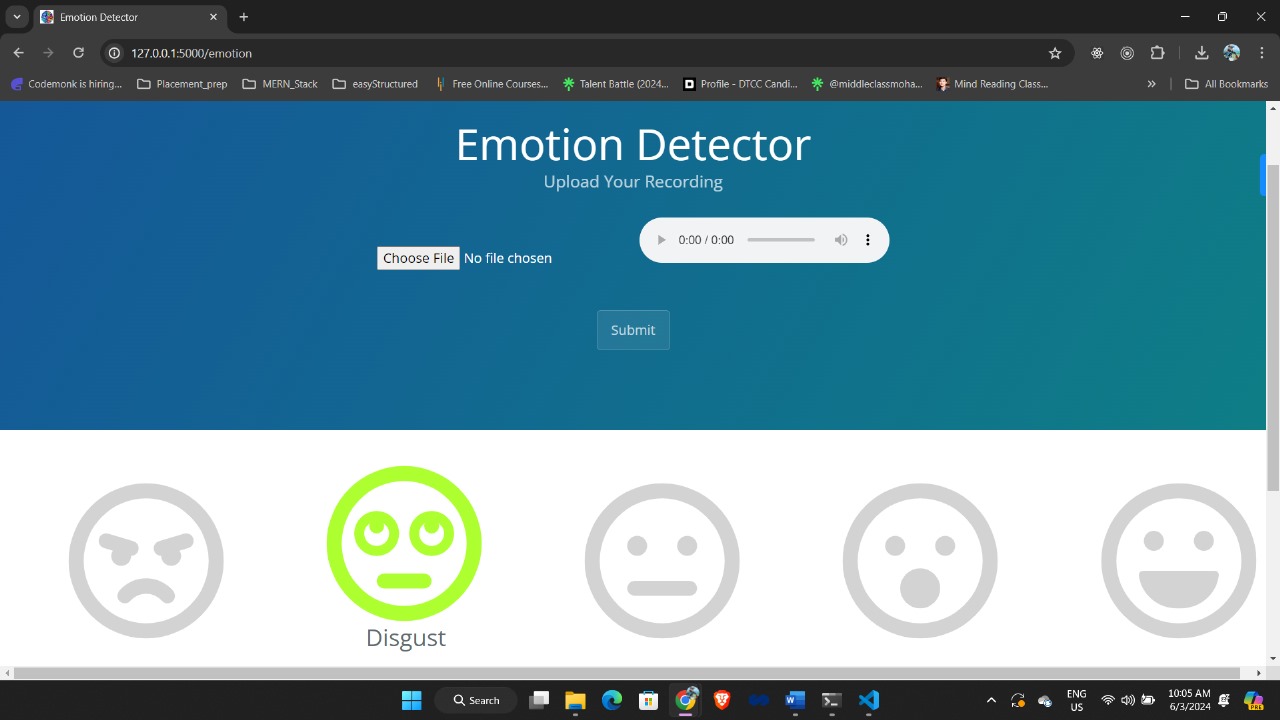 Emotion Detector
127.0.0.1:5000/emotion
Codemonk is hiring... Placement_prep MERN_Stack easyStructured Free Online Courses... Talent Battle (2024... Profile - DTCC Candi... @middleclassmoha... Mind Reading Class... » All Bookmarks
Emotion Detector
Upload Your Recording
0:00 / 0:00
Choose File No file chosen
Submit
Disgust
Search
ENG
US
10:05 AM
6/3/2024
PRE